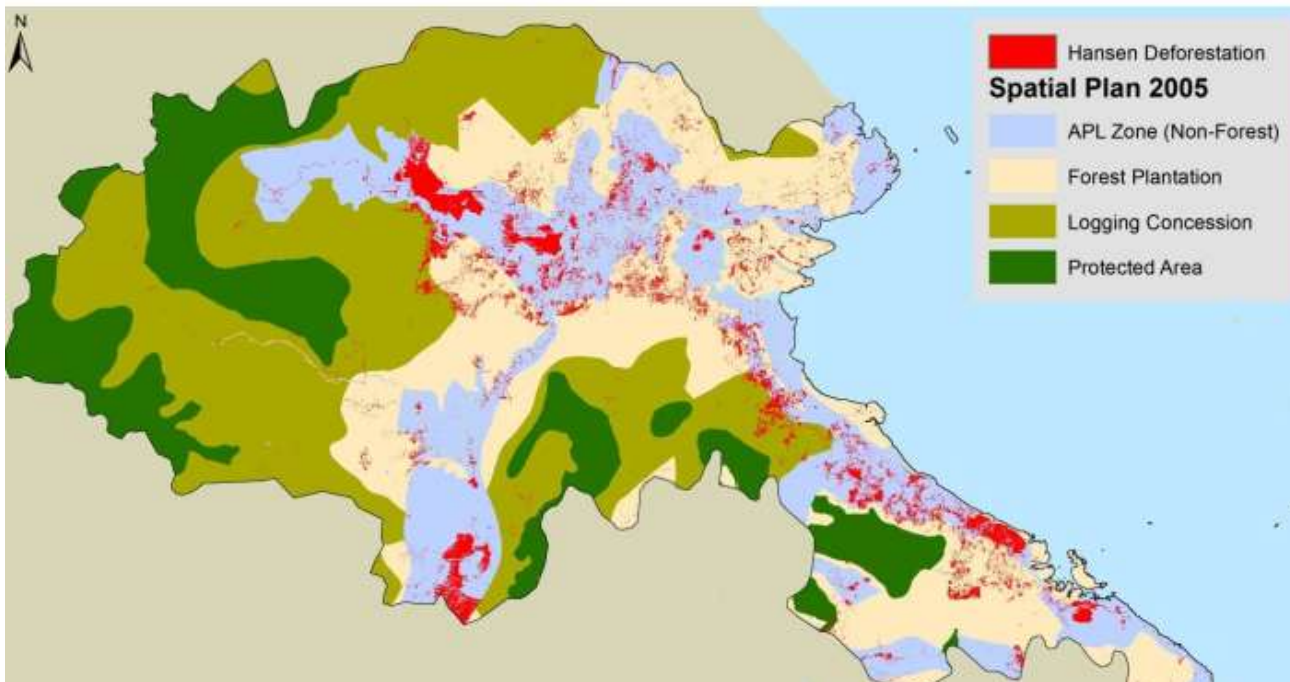 N
Hansen Deforestation
Spatial Plan 2005
APL Zone (Non-Forest)
Forest Plantation
Logging Concession
Protected Area